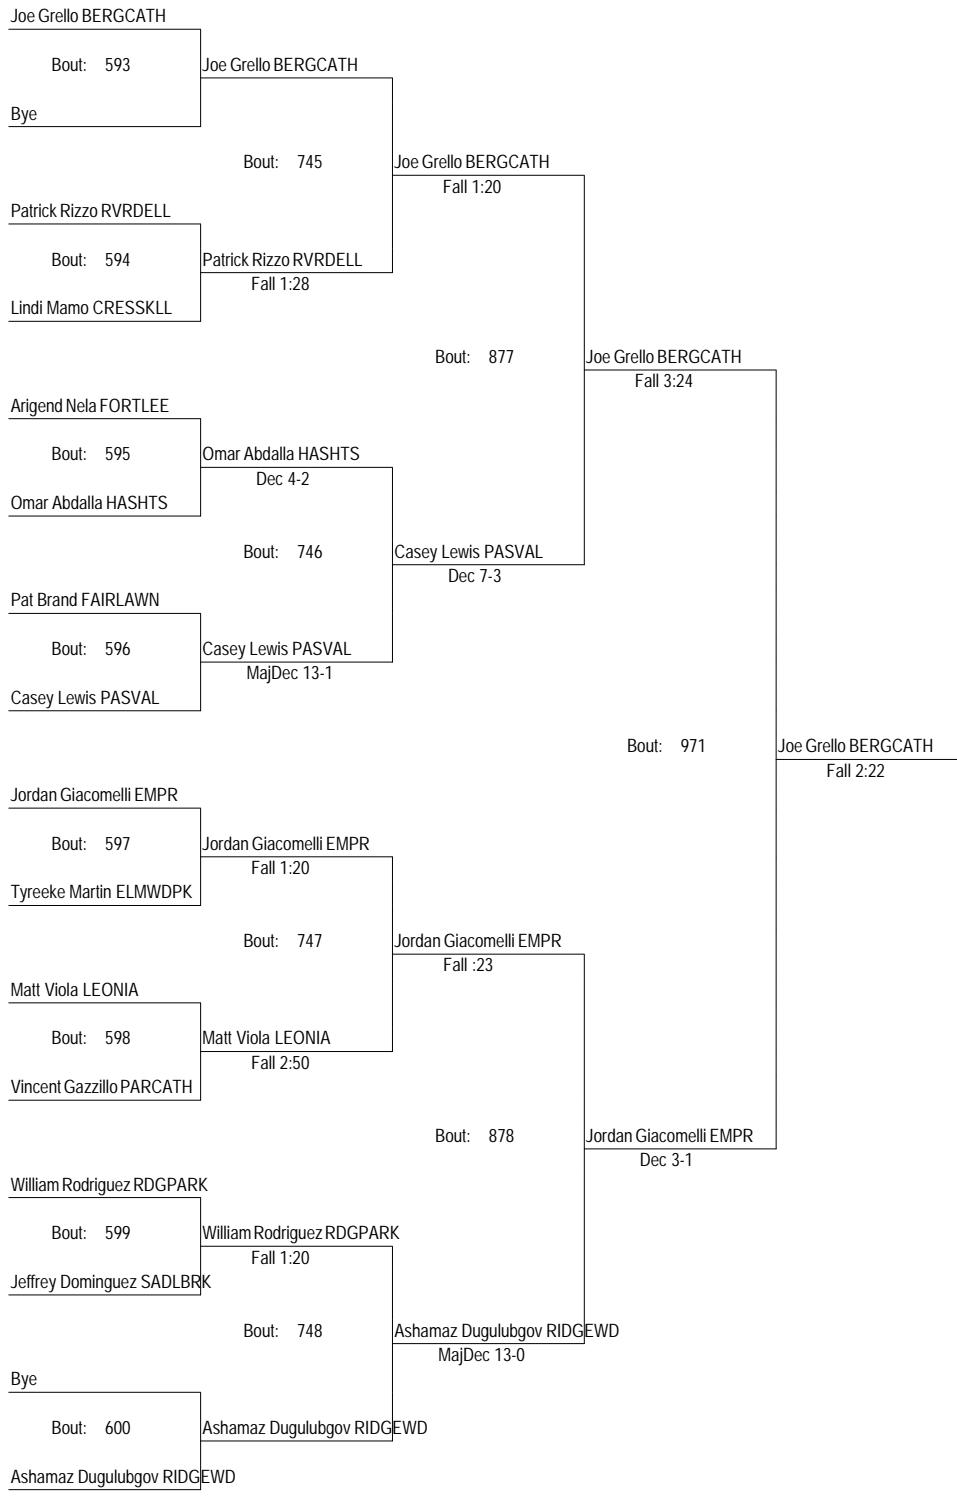 Joe Grello BERGCATH
Bout: 593
Joe Grello BERGCATH
Bye
Bout: 745
Joe Grello BERGCATH
Fall 1:20
Patrick Rizzo RVRDELL
Bout: 594
Patrick Rizzo RVRDELL
Fall 1:28
Lindi Mamo CRESSKLL
Bout: 877
Joe Grello BERGCATH
Fall 3:24
Arigend Nela FORTLEE
Bout: 595
Omar Abdalla HASHTS
Dec 4-2
Omar Abdalla HASHTS
Bout: 746
Casey Lewis PASVAL
Dec 7-3
Pat Brand FAIRLAWN
Bout: 596
Casey Lewis PASVAL
MajDec 13-1
Casey Lewis PASVAL
Bout: 971
Joe Grello BERGCATH
Fall 2:22
Jordan Giacomelli EMPR
Bout: 597
Jordan Giacomelli EMPR
Fall 1:20
Tyreeke Martin ELMWDPK
Bout: 747
Jordan Giacomelli EMPR
Fall :23
Matt Viola LEONIA
Bout: 598
Matt Viola LEONIA
Fall 2:50
Vincent Gazzillo PARCATH
Bout: 878
Jordan Giacomelli EMPR
Dec 3-1
William Rodriguez RDGPARK
Bout: 599
William Rodriguez RDGPARK
Fall 1:20
Jeffrey Dominguez SADLBRK
Bout: 748
Ashamaz Dugulubgov RIDGEWD
MajDec 13-0
Bye
Bout: 600
Ashamaz Dugulubgov RIDGEWD
Ashamaz Dugulubgov RIDGEWD